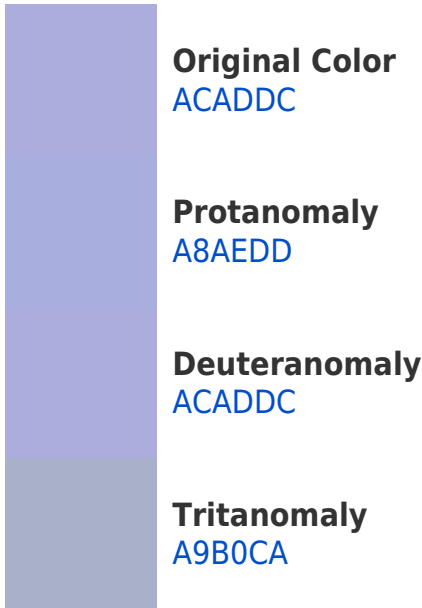 Original Color
ACADDC
Protanomaly
A8AEDD
Deuteranomaly
ACADDC
Tritanomaly
A9B0CA